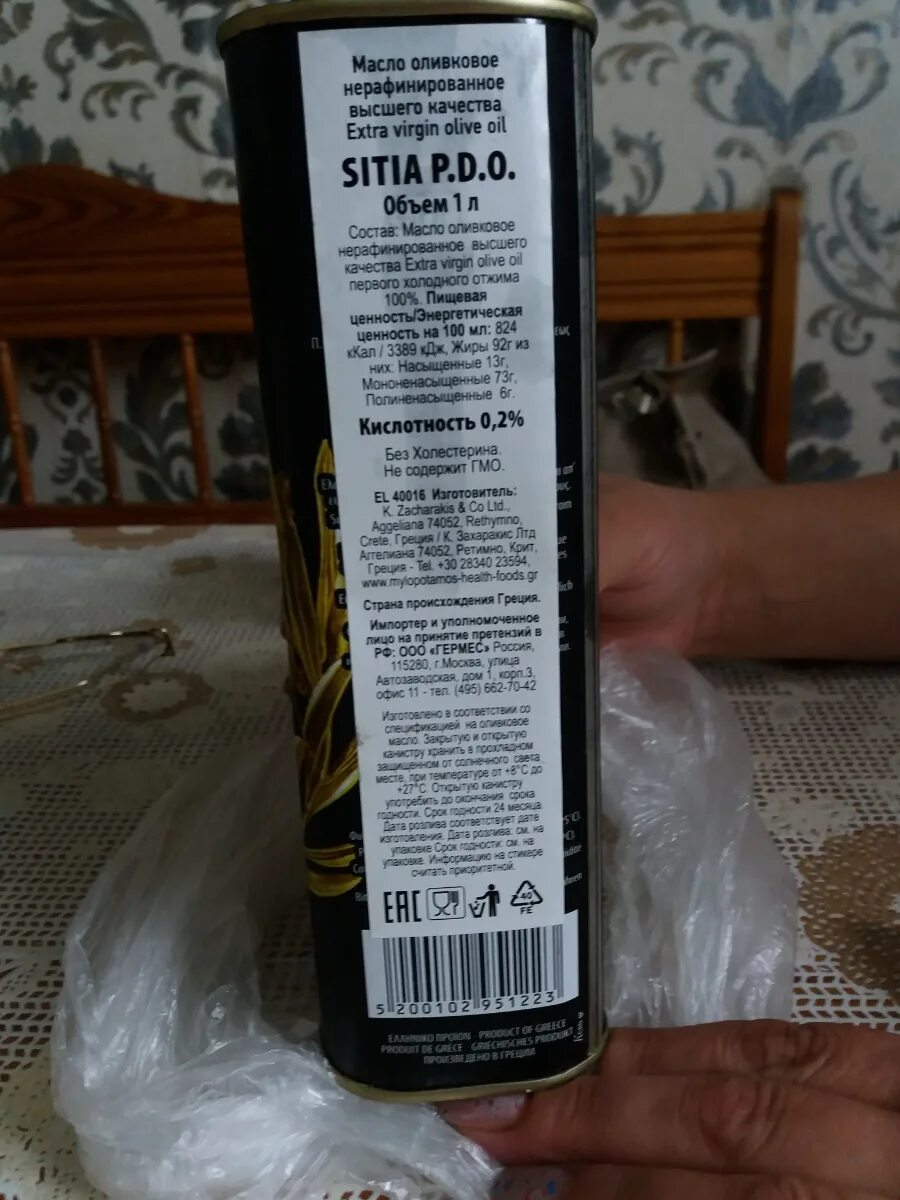 Масло оливковое
нерафинированное
высшего качества
Extra virgin olive oil
SITIA P.D.O.
Объем 1 л
Состав: Масло оливковое
нерафинированное высшего
качества Extra virgin olive oil
первого холодного отжима
100%. Пищевая
ценность/Энергетическая
ценность на 100 мл: 824
кКал / 3389 кДж, Жиры 92г из
них: Насыщенные 13г,
Мононенасыщенные 73г,
Полиненасыщенные 6г.
Кислотность 0,2%
Без Холестерина.
Не содержит ГМО.
EL 40016 Изготовитель:
K. Zacharakis & Co Ltd.,
Aggeliana 74052, Rethymno,
Crete, Греция / К. Захаракис Лтд
Аггелиана 74052, Ретимно, Крит,
Греция - Tel. +30 28340 23594,
www.mylopotamos-health-foods.gr
Страна происхождения Греция.
Импортер и уполномоченное
лицо на принятие претензий в
РФ: ООО «ГЕРМЕС» Россия,
115280, г.Москва, улица
Автозаводская, дом 1, корп.3,
офис 11 - тел. (495) 662-70-42
Изготовлено в соответствии со
спецификацией на оливковое
масло. Закрытую и открытую
канистру хранить в прохладном
защищенном от солнечного света
месте, при температуре от +8°C до
+27°C. Открытую канистру
употребить до окончания срока
годности. Срок годности 24 месяца.
Дата розлива соответствует дате
изготовления. Дата розлива: см. на
упаковке Срок годности: см. на
упаковке. Информацию на стикере
считать приоритетной.
EAC
40
FE
5 200102 951223
ΕΛΛΗΝΙΚΟ ΠΡΟΪΟΝ · PRODUCT OF GREECE
PRODUIT DE GRECE · GRIECHISCHES PRODUKT
ПРОИЗВЕДЕНО В ГРЕЦИИ